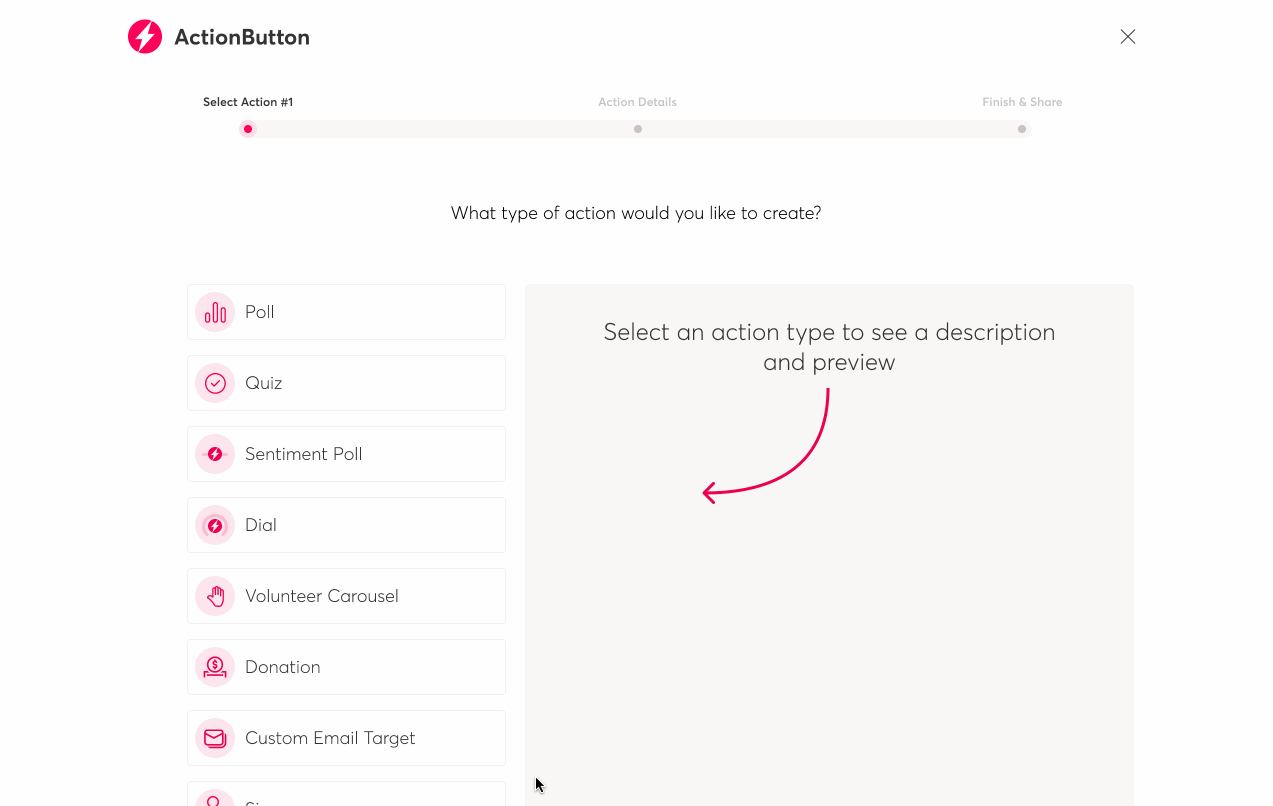 ActionButton
Select Action #1
Action Details
Finish & Share
What type of action would you like to create?
Poll
Quiz
Sentiment Poll
Dial
Volunteer Carousel
Donation
Custom Email Target
Select an action type to see a description
and preview